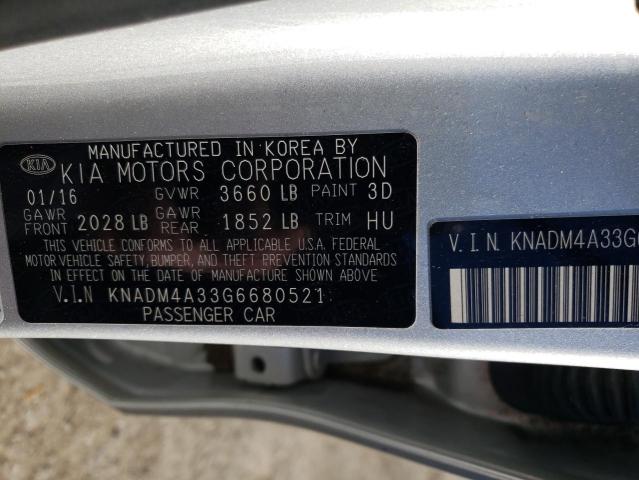 MANUFACTURED IN KOREA BY
KIA KIA MOTORS CORPORATION
01/16 GVWR 3660 LB PAINT 3D
GAWR FRONT 2028 LB GAWR REAR 1852 LB TRIM HU
THIS VEHICLE CONFORMS TO ALL APPLICABLE U.S.A. FEDERAL
MOTOR VEHICLE SAFETY, BUMPER, AND THEFT PREVENTION STANDARDS
IN EFFECT ON THE DATE OF MANUFACTURE SHOWN ABOVE
V.I.N KNADM4A33G6680521
PASSENGER CAR
V.I.N. KNADM4A33G